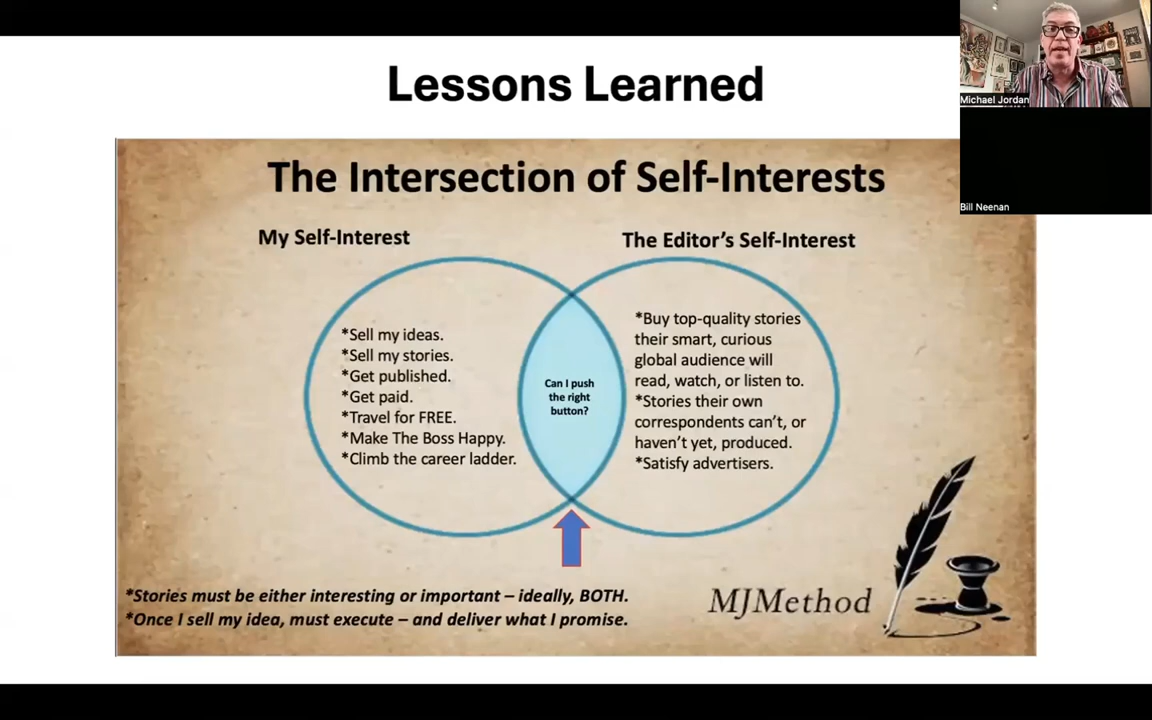 Lessons Learned
Michael Jordan
Bill Neenan
The Intersection of Self-Interests
My Self-Interest
*Sell my ideas.
*Sell my stories.
*Get published.
*Get paid.
*Travel for FREE.
*Make The Boss Happy.
*Climb the career ladder.
Can I push
the right
button?
The Editor’s Self-Interest
*Buy top-quality stories
their smart, curious
global audience will
read, watch, or listen to.
*Stories their own
correspondents can’t, or
haven’t yet, produced.
*Satisfy advertisers.
*Stories must be either interesting or important – ideally, BOTH.
*Once I sell my idea, must execute – and deliver what I promise.
MJMethod